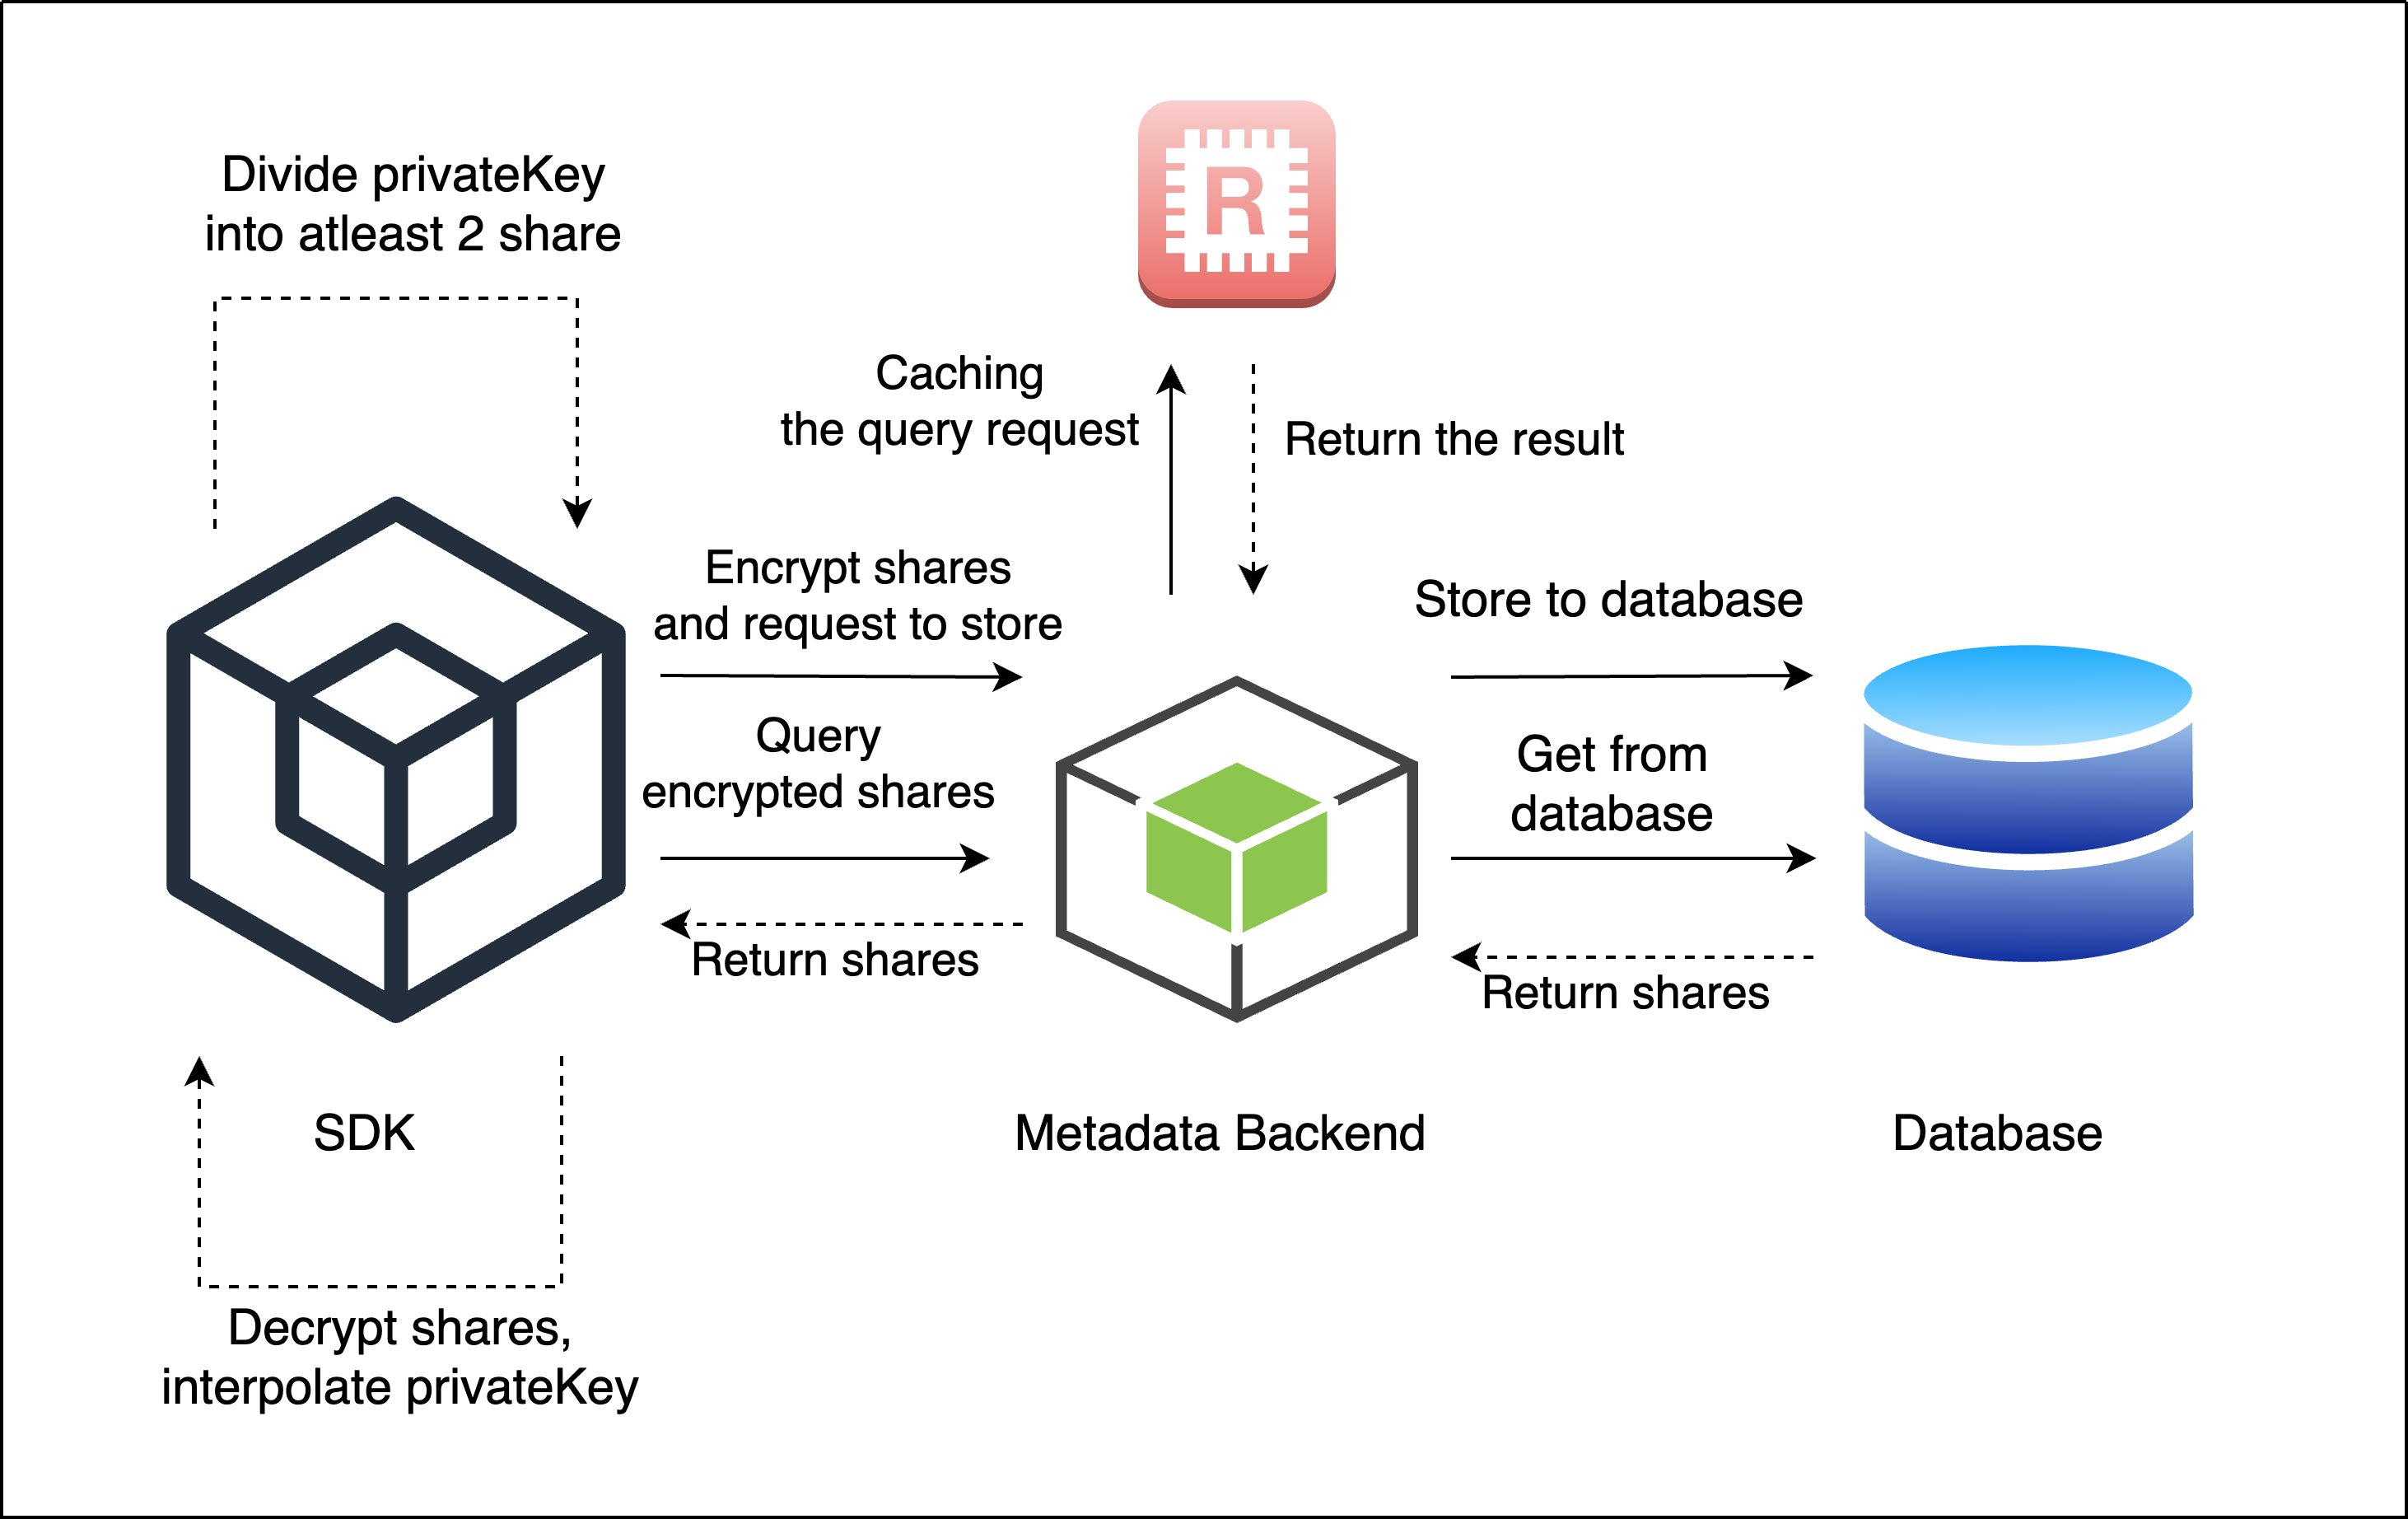 Divide privateKey
into atleast 2 share
R
Caching
the query request
Return the result
Encrypt shares
and request to store
Store to database
Query
encrypted shares
Get from
database
Return shares
Return shares
SDK
Metadata Backend
Database
Decrypt shares,
interpolate privateKey